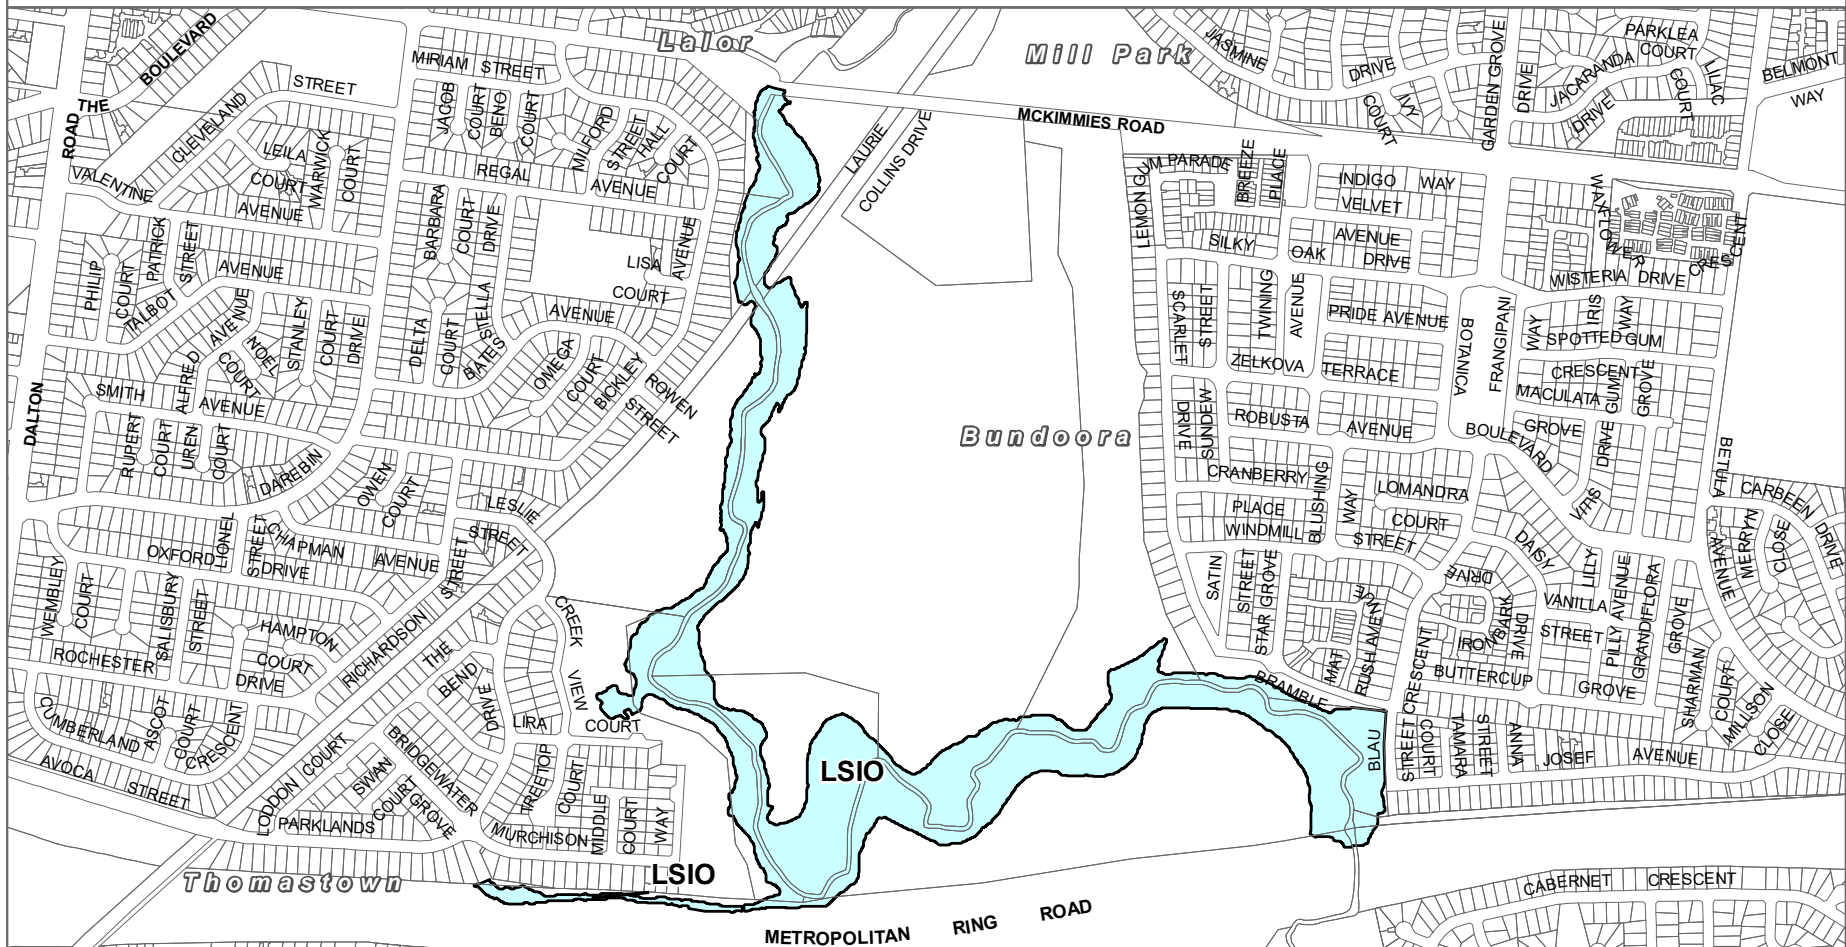 Lalor
Mill Park
Bundoora
Thomastown
LSIO
LSIO
THE BOULEVARD
DALTON ROAD
MCKIMMIES ROAD
METROPOLITAN RING ROAD
LAURIE
COLLINS DRIVE
CLEVELAND STREET
MIRIAM STREET
JACOB COURT
BENO COURT
MILFORD STREET
HALL COURT
LEILA COURT
WARWICK COURT
VALENTINE AVENUE
REGAL AVENUE
BARBARA COURT
STELLA DRIVE
LISA COURT
AVENUE
PHILIP COURT
PATRICK STREET
TALBOT AVENUE
ALFRED AVENUE
NOEL COURT
STANLEY COURT
DELTA COURT
BATES AVENUE
OMEGA COURT
BICKLEY
ROWEN STREET
SMITH AVENUE
RUPERT COURT
UREN COURT
DAREBIN DRIVE
OWEN COURT
LESLIE STREET
LIONEL STREET
CHAPMAN AVENUE
OXFORD DRIVE
WEMBLEY COURT
SALISBURY STREET
HAMPTON COURT
RICHARDSON STREET
ROCHESTER DRIVE
CUMBERLAND CRESCENT
ASCOT COURT
AVOCA STREET
THE BEND
CREEK VIEW
DRIVE
LIRA COURT
LODDON COURT
SWAN COURT
BRIDGEWATER GROVE
PARKLANDS
TREETOP COURT
MURCHISON
MIDDLE COURT
WAY
JASMINE DRIVE
IVY COURT
GARDEN GROVE DRIVE
PARKLEA COURT
JACARANDA DRIVE
LILAC COURT
BELMONT WAY
LEMON GUM PARADE
BREEZE PLACE
INDIGO WAY
VELVET AVENUE
SILKY OAK DRIVE
WAXFLOWER CRESCENT
WISTERIA DRIVE
SCARLET STREET
TWINING AVENUE
PRIDE AVENUE
BOTANICA BOULEVARD
FRANGIPANI WAY
IRIS WAY
SPOTTED GUM CRESCENT
MACULATA GROVE
GUM GROVE
ZELKOVA TERRACE
SUNDEW DRIVE
ROBUSTA AVENUE
VITIS DRIVE
BETULA AVENUE
CARBEEN DRIVE
CRANBERRY PLACE
BLUSHING WAY
LOMANDRA COURT
WINDMILL STREET
DAISY DRIVE
MERRYN CLOSE
SATIN STREET
STAR GROVE
LILLY PILLY AVENUE
GRANDIFLORA GROVE
VANILLA STREET
IRONBARK DRIVE
MAT RUSH AVENUE
BUTTERCUP GROVE
BRAMBLE CRESCENT
SHARMAN COURT
MILLSON CLOSE
BLAU STREET
COURT
TAMARA STREET
ANNA
JOSEF AVENUE
CABERNET CRESCENT